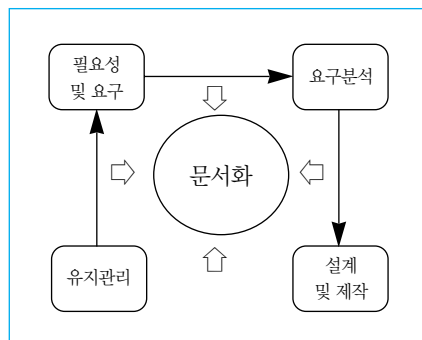 필요성
및 요구
요구분석
문서화
유지관리
설계
및 제작